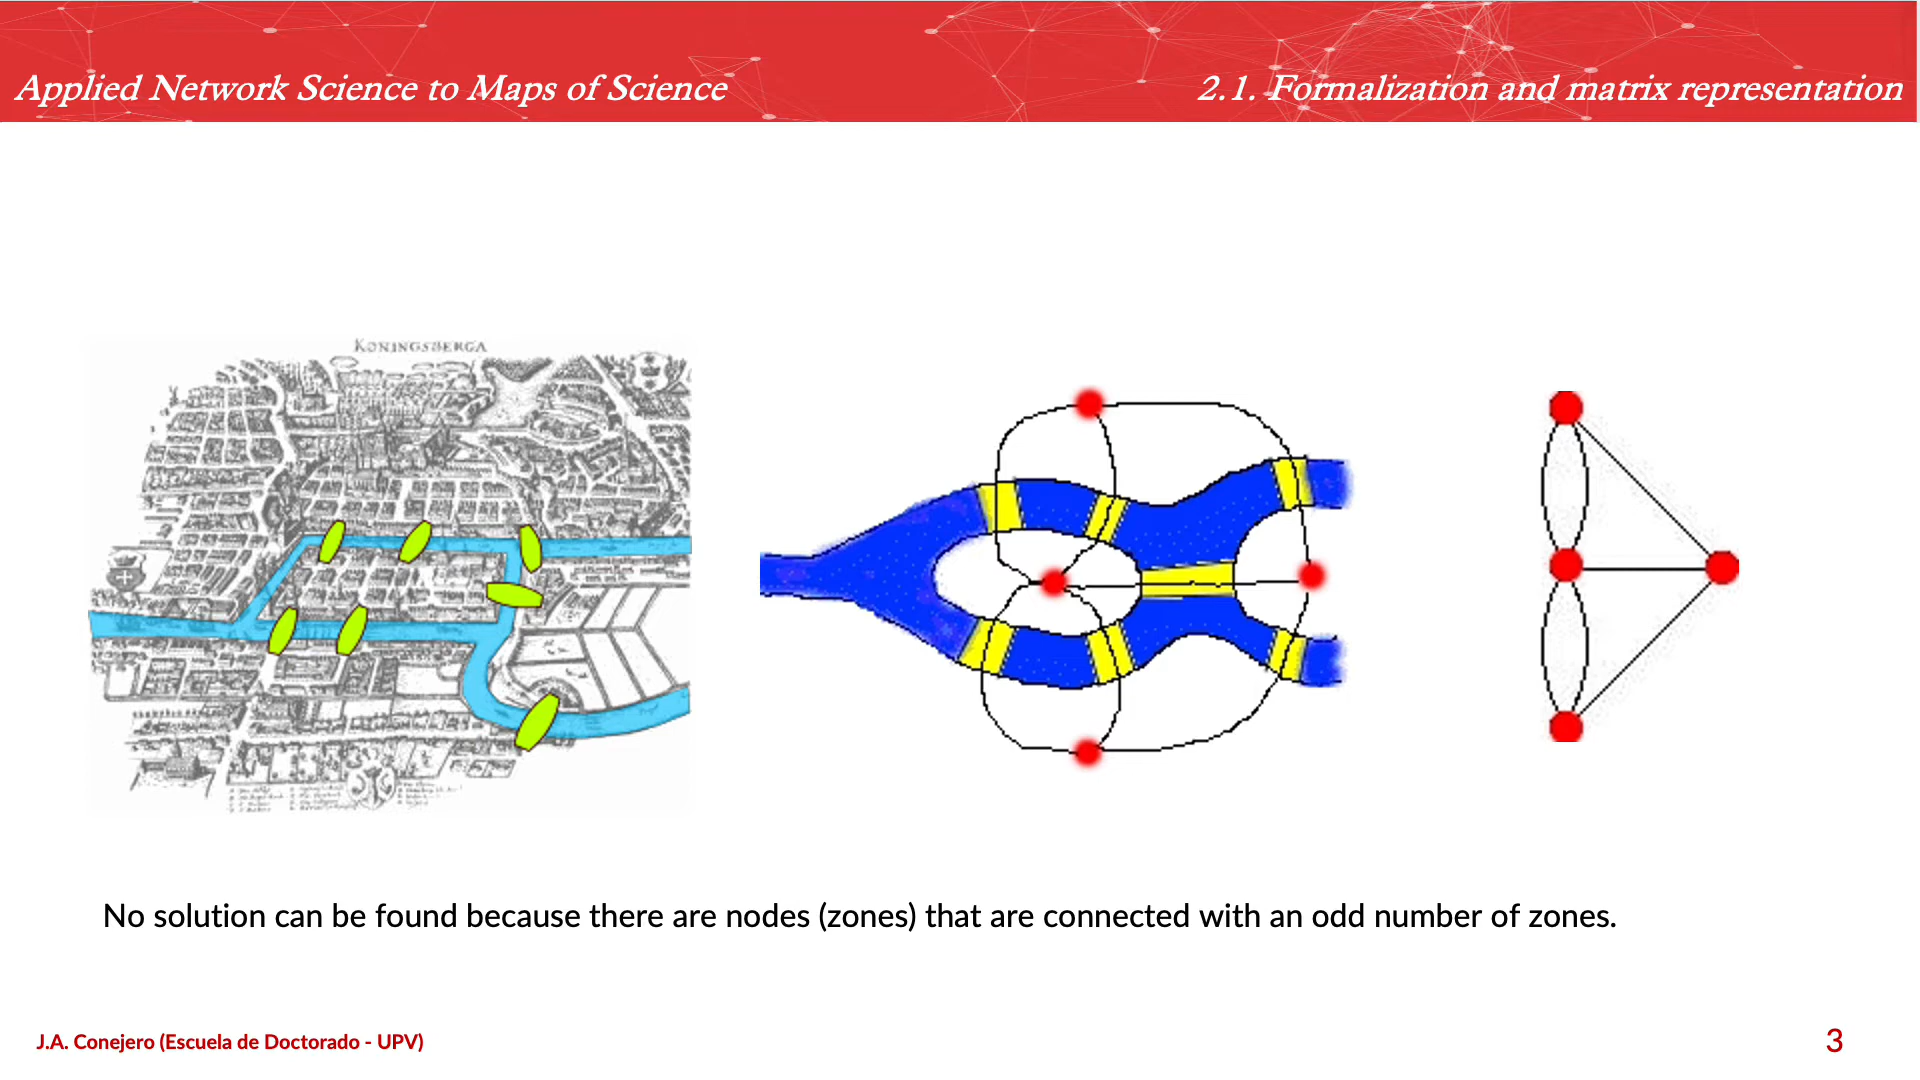 Applied Network Science to Maps of Science
2.1. Formalization and matrix representation
KONINGSBERGA
No solution can be found because there are nodes (zones) that are connected with an odd number of zones.
J.A. Conejero (Escuela de Doctorado - UPV)
3